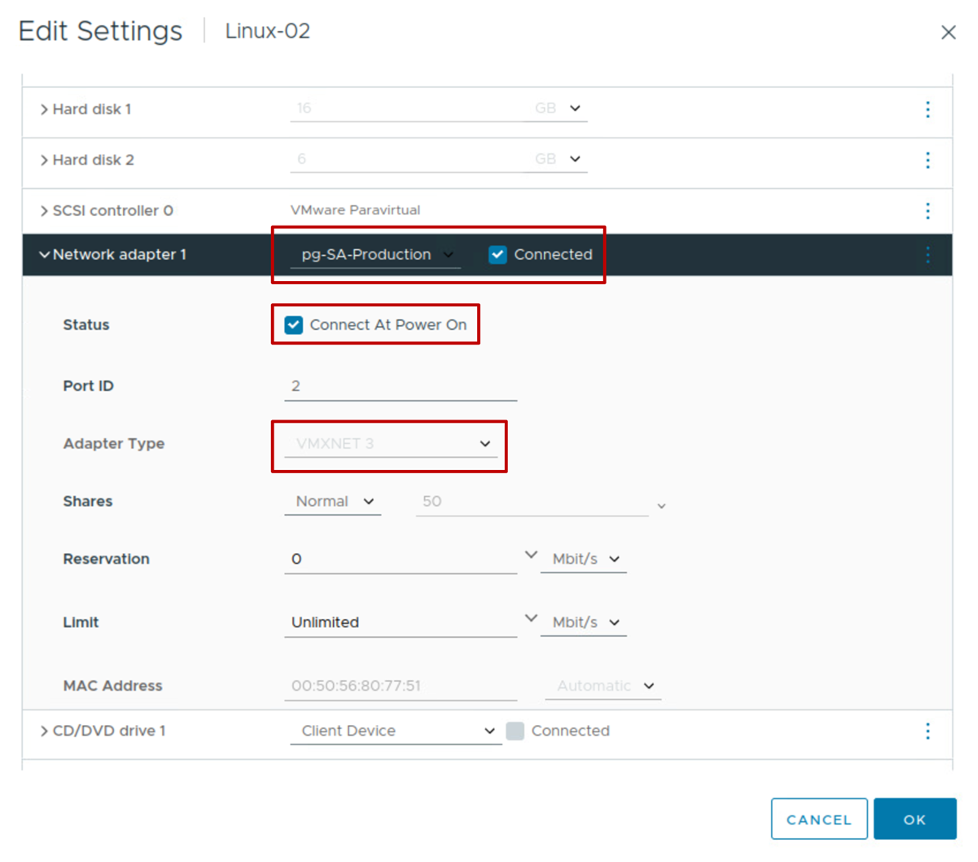 Edit Settings | Linux-02
Hard disk 1 16 GB
Hard disk 2 6 GB
SCSI controller 0 VMware Paravirtual
Network adapter 1 pg-SA-Production Connected
Status Connect At Power On
Port ID 2
Adapter Type VMXNET 3
Shares Normal 50
Reservation 0 Mbit/s
Limit Unlimited Mbit/s
MAC Address 00:50:56:80:77:51 Automatic
CD/DVD drive 1 Client Device Connected
CANCEL OK